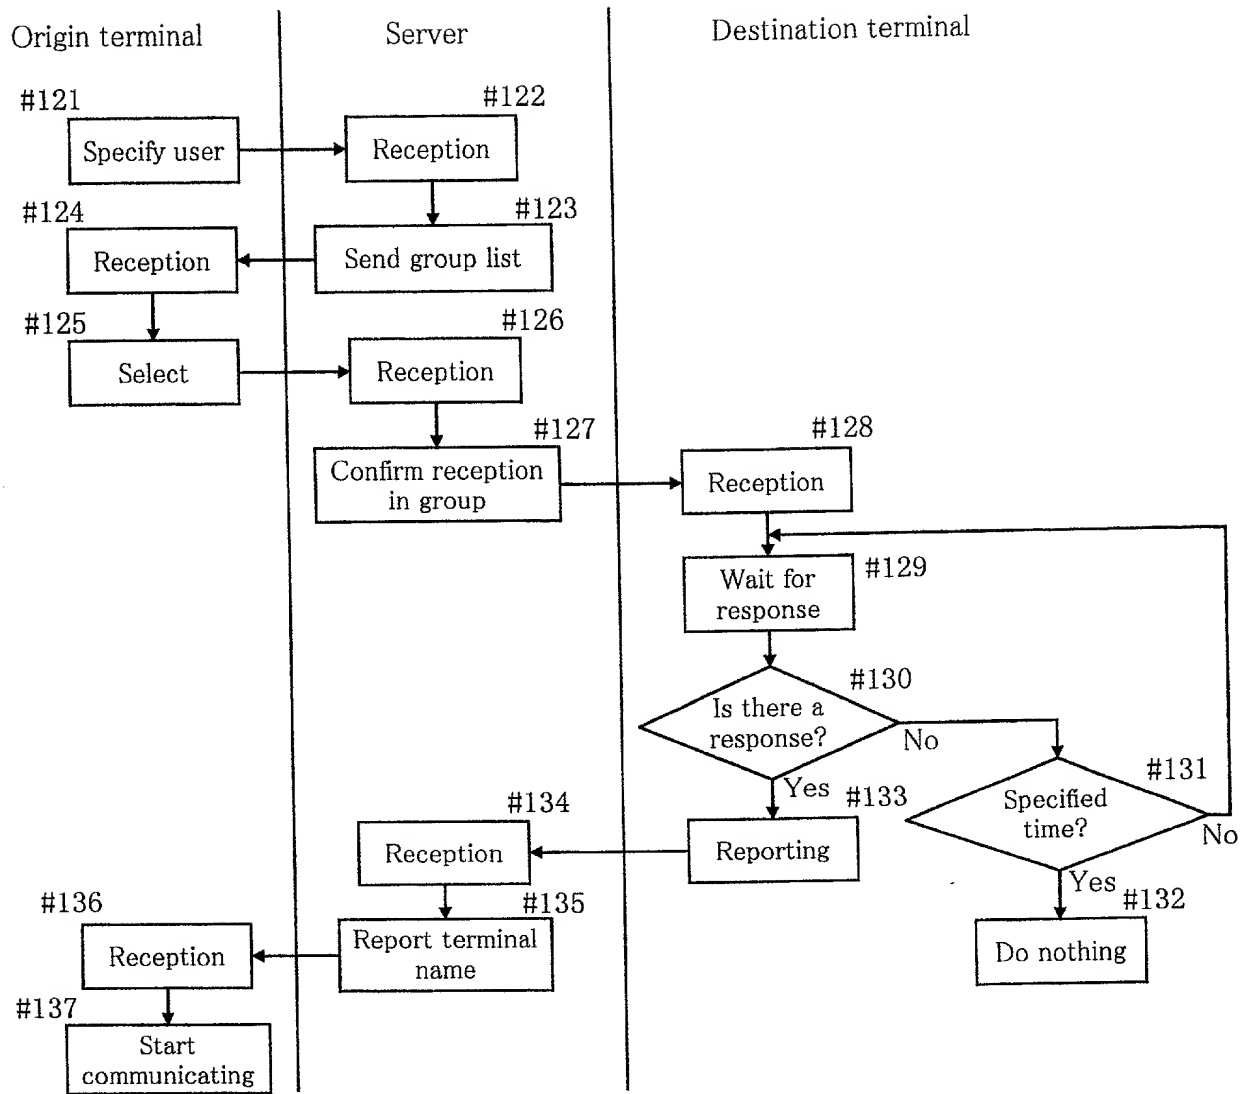 Origin terminal
Server
Destination terminal
#121
Specify user
#122
Reception
#123
Send group list
#124
Reception
#125
Select
#126
Reception
#127
Confirm reception
in group
#128
Reception
#129
Wait for
response
#130
Is there a
response?
No
Yes
#131
Specified
time?
No
Yes
#132
Do nothing
#133
Reporting
#134
Reception
#135
Report terminal
name
#136
Reception
#137
Start
communicating